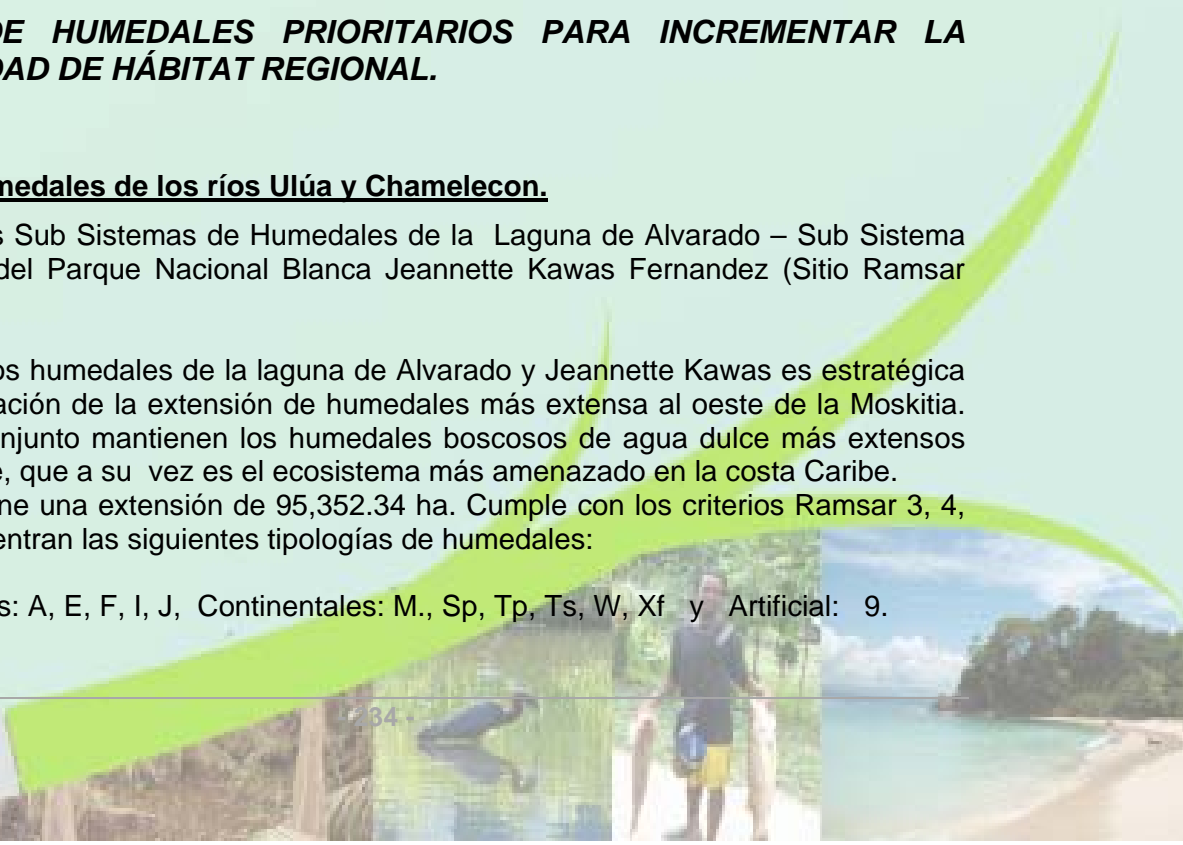 DE HUMEDALES PRIORITARIOS PARA INCREMENTAR LA
DAD DE HÁBITAT REGIONAL.
medales de los ríos Ulúa y Chamelecon.
s Sub Sistemas de Humedales de la Laguna de Alvarado – Sub Sistema
del Parque Nacional Blanca Jeannette Kawas Fernandez (Sitio Ramsar
os humedales de la laguna de Alvarado y Jeannette Kawas es estratégica
ación de la extensión de humedales más extensa al oeste de la Moskitia.
njunto mantienen los humedales boscosos de agua dulce más extensos
e, que a su vez es el ecosistema más amenazado en la costa Caribe.
ne una extensión de 95,352.34 ha. Cumple con los criterios Ramsar 3, 4,
entran las siguientes tipologías de humedales:
s: A, E, F, I, J, Continentales: M., Sp, Tp, Ts, W, Xf y Artificial: 9.
34 •